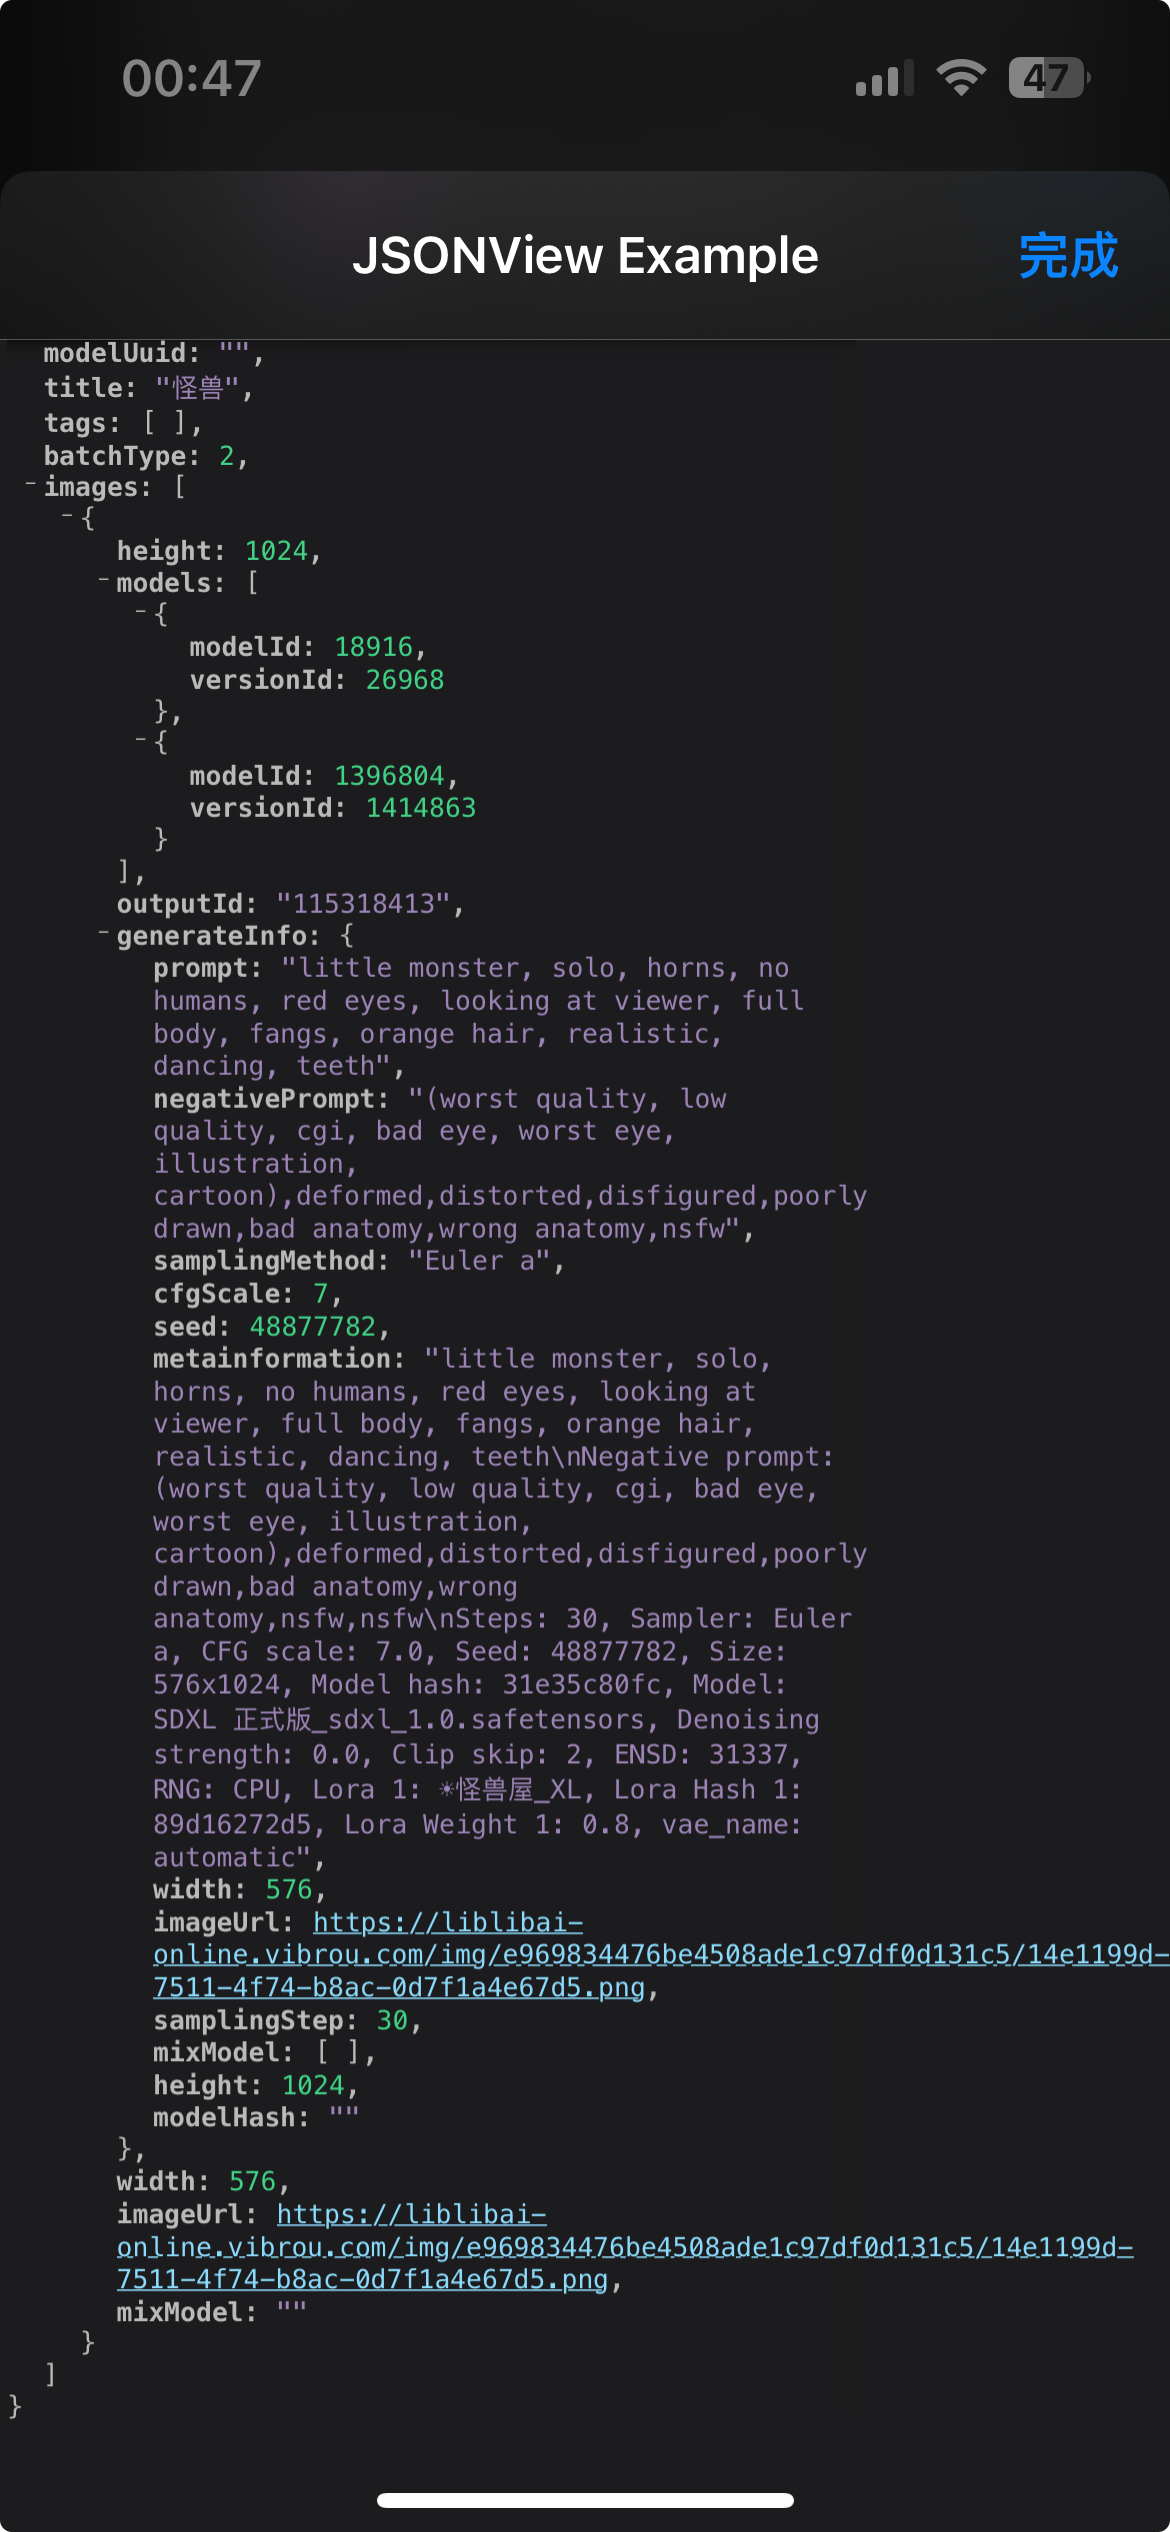 00:47
47
JSONView Example
完成
modelUuid: "",
title: "怪兽",
tags: [ ],
batchType: 2,
- images: [
- {
height: 1024,
- models: [
- {
modelId: 18916,
versionId: 26968
},
- {
modelId: 1396804,
versionId: 1414863
}
],
outputId: "115318413",
- generateInfo: {
prompt: "little monster, solo, horns, no
humans, red eyes, looking at viewer, full
body, fangs, orange hair, realistic,
dancing, teeth",
negativePrompt: "(worst quality, low
quality, cgi, bad eye, worst eye,
illustration,
cartoon),deformed,distorted,disfigured,poorly
drawn,bad anatomy,wrong anatomy,nsfw",
samplingMethod: "Euler a",
cfgScale: 7,
seed: 48877782,
metainformation: "little monster, solo,
horns, no humans, red eyes, looking at
viewer, full body, fangs, orange hair,
realistic, dancing, teeth\nNegative prompt:
(worst quality, low quality, cgi, bad eye,
worst eye, illustration,
cartoon),deformed,distorted,disfigured,poorly
drawn,bad anatomy,wrong
anatomy,nsfw,nsfw\nSteps: 30, Sampler: Euler
a, CFG scale: 7.0, Seed: 48877782, Size:
576x1024, Model hash: 31e35c80fc, Model:
SDXL 正式版_sdxl_1.0.safetensors, Denoising
strength: 0.0, Clip skip: 2, ENSD: 31337,
RNG: CPU, Lora 1: ☀怪兽屋_XL, Lora Hash 1:
89d16272d5, Lora Weight 1: 0.8, vae_name:
automatic",
width: 576,
imageUrl: https://liblibai-
online.vibrou.com/img/e969834476be4508ade1c97df0d131c5/14e1199d-
7511-4f74-b8ac-0d7f1a4e67d5.png,
samplingStep: 30,
mixModel: [ ],
height: 1024,
modelHash: ""
},
width: 576,
imageUrl: https://liblibai-
online.vibrou.com/img/e969834476be4508ade1c97df0d131c5/14e1199d-
7511-4f74-b8ac-0d7f1a4e67d5.png,
mixModel: ""
}
]
}